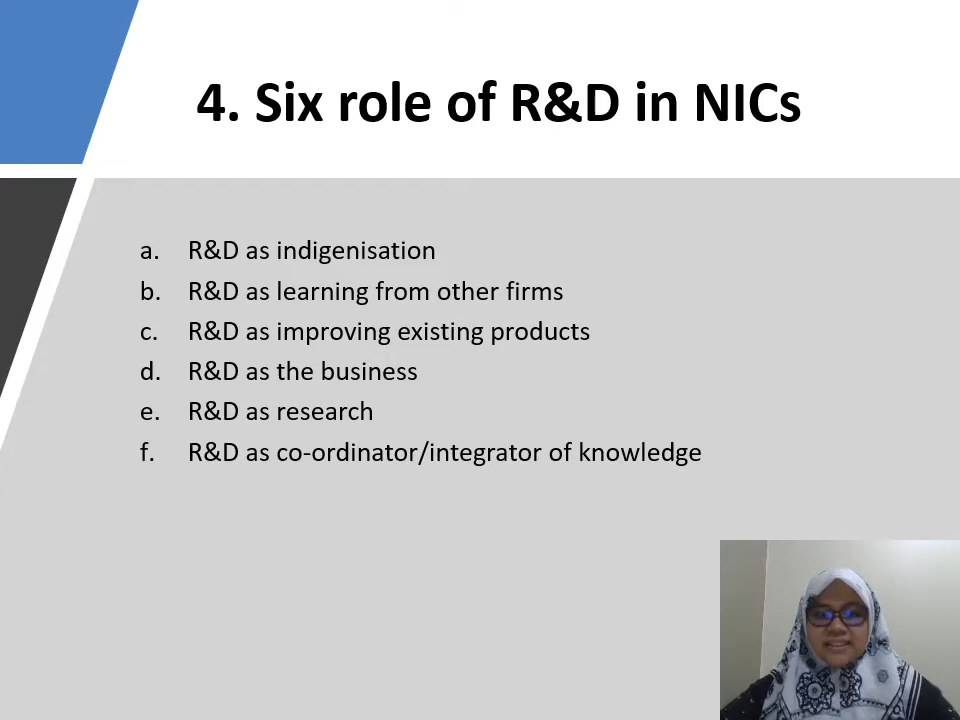 4. Six role of R&D in NICs
a. R&D as indigenisation
b. R&D as learning from other firms
c. R&D as improving existing products
d. R&D as the business
e. R&D as research
f. R&D as co-ordinator/integrator of knowledge